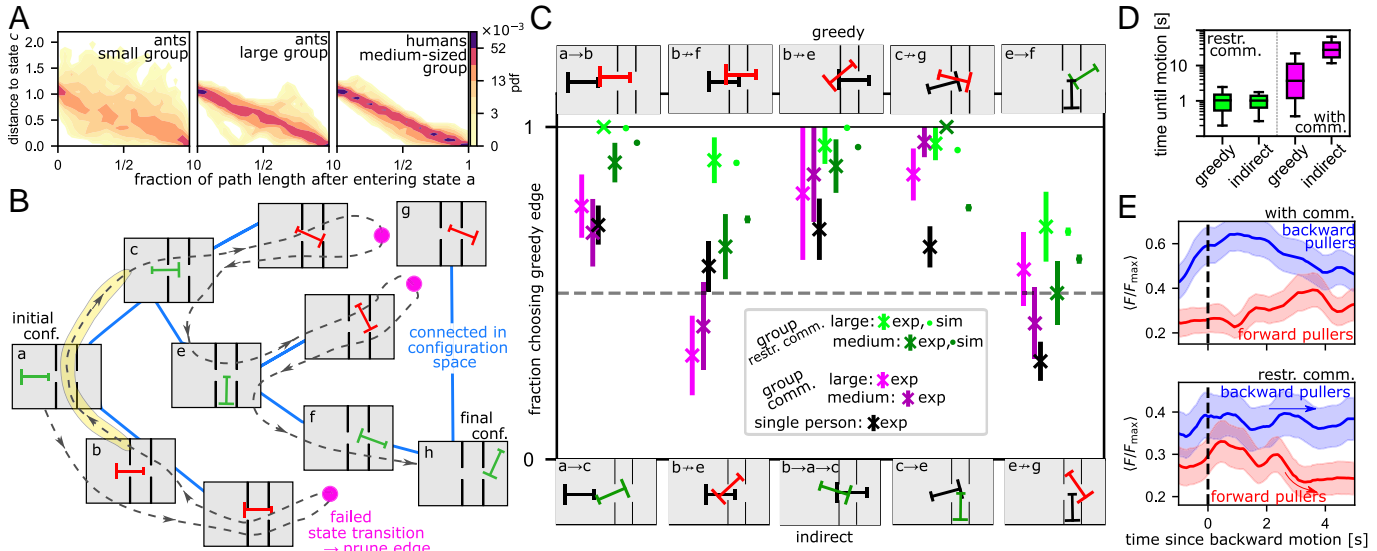 A
distance to state c
2.0
1.5
1.0
0.5
0.0
ants
small group
ants
large group
humans
medium-sized
group
×10⁻³
52
13
3
0
pdf
0
1/2
1
0
1/2
1
0
1/2
1
fraction of path length after entering state a
B
c
g
initial
conf.
a
connected in
configuration
space
e
f
final
conf.
b
h
failed
state transition
→ prune edge
C
greedy
a→b
b↛f
b↛e
c↛g
e→f
fraction choosing greedy edge
1
0
group
restr. comm.
large: exp, sim
medium: exp, sim
group
comm.
large: exp
medium: exp
single person: exp
a→c
b↛e
b→a→c
c→e
e↛g
indirect
D
time until motion [s]
restr.
comm.
10
1
with
comm.
greedy
indirect
greedy
indirect
E
with comm.
backward
pullers
⟨F/Fmax⟩
0.6
0.4
0.2
forward pullers
restr. comm.
backward pullers
⟨F/Fmax⟩
0.4
0.3
0.2
forward pullers
0
2
4
time since backward motion [s]